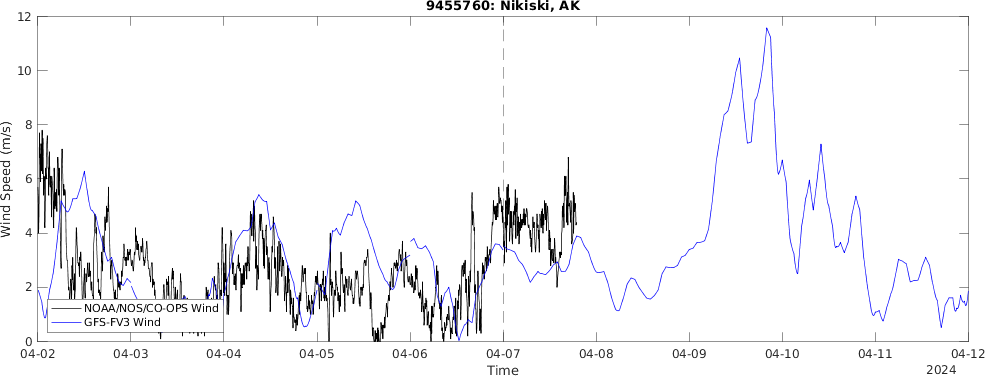 9455760: Nikiski, AK
Wind Speed (m/s)
12
10
8
6
4
2
0
NOAA/NOS/CO-OPS Wind
GFS-FV3 Wind
04-02 04-03 04-04 04-05 04-06 04-07 04-08 04-09 04-10 04-11 04-12
Time
2024